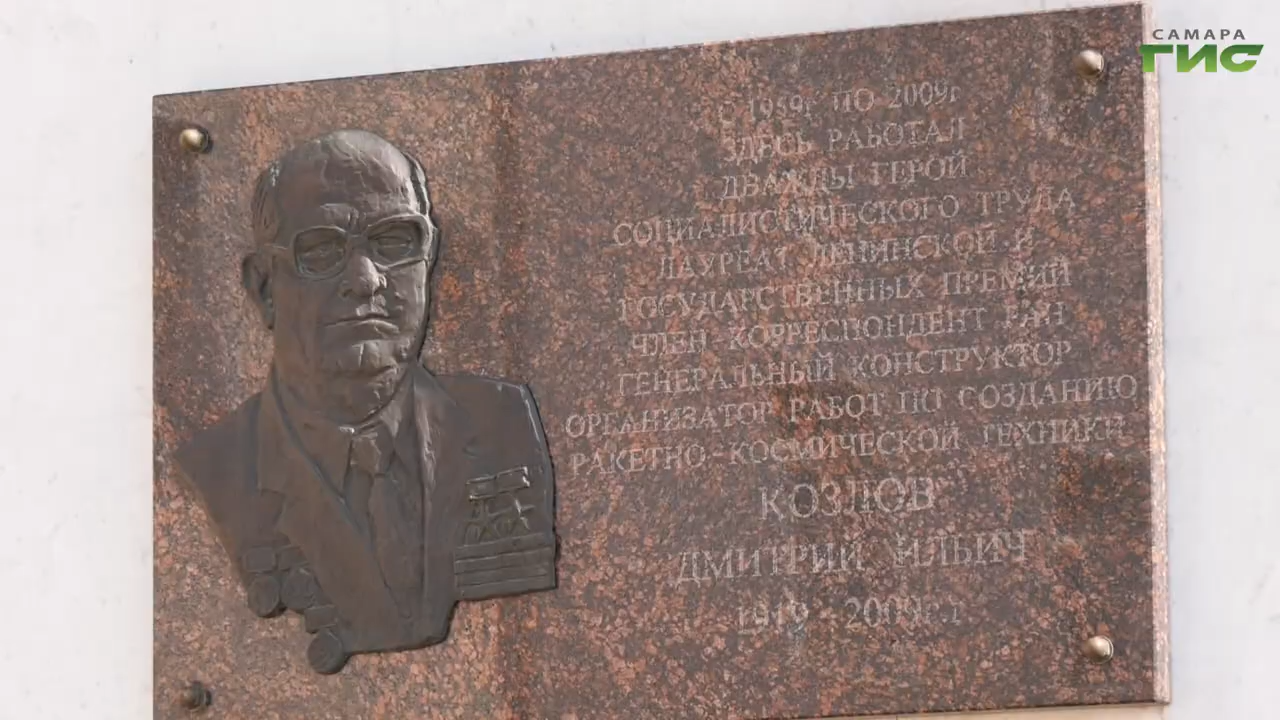 САМАРА
ГИС
С 1959г ПО 2009г
ЗДЕСЬ РАБОТАЛ
ДВАЖДЫ ГЕРОЙ
СОЦИАЛИСТИЧЕСКОГО ТРУДА
ЛАУРЕАТ ЛЕНИНСКОЙ И
ГОСУДАРСТВЕННЫХ ПРЕМИЙ
ЧЛЕН-КОРРЕСПОНДЕНТ РАН
ГЕНЕРАЛЬНЫЙ КОНСТРУКТОР
ОРГАНИЗАТОР РАБОТ ПО СОЗДАНИЮ
РАКЕТНО-КОСМИЧЕСКОЙ ТЕХНИКИ
КОЗЛОВ
ДМИТРИЙ ИЛЬИЧ
1919 - 2009г.г